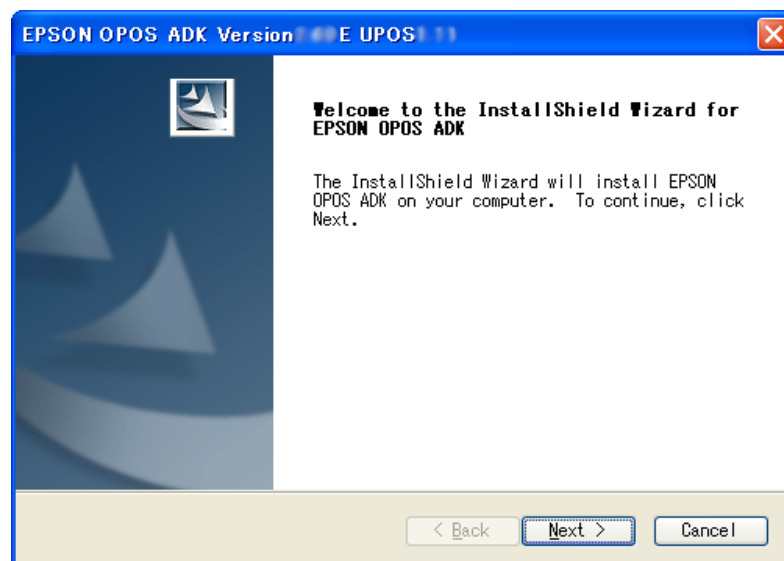 EPSON OPOS ADK Version E UPOS
Welcome to the InstallShield Wizard for
EPSON OPOS ADK
The InstallShield Wizard will install EPSON
OPOS ADK on your computer. To continue, click
Next.
< Back
Next >
Cancel